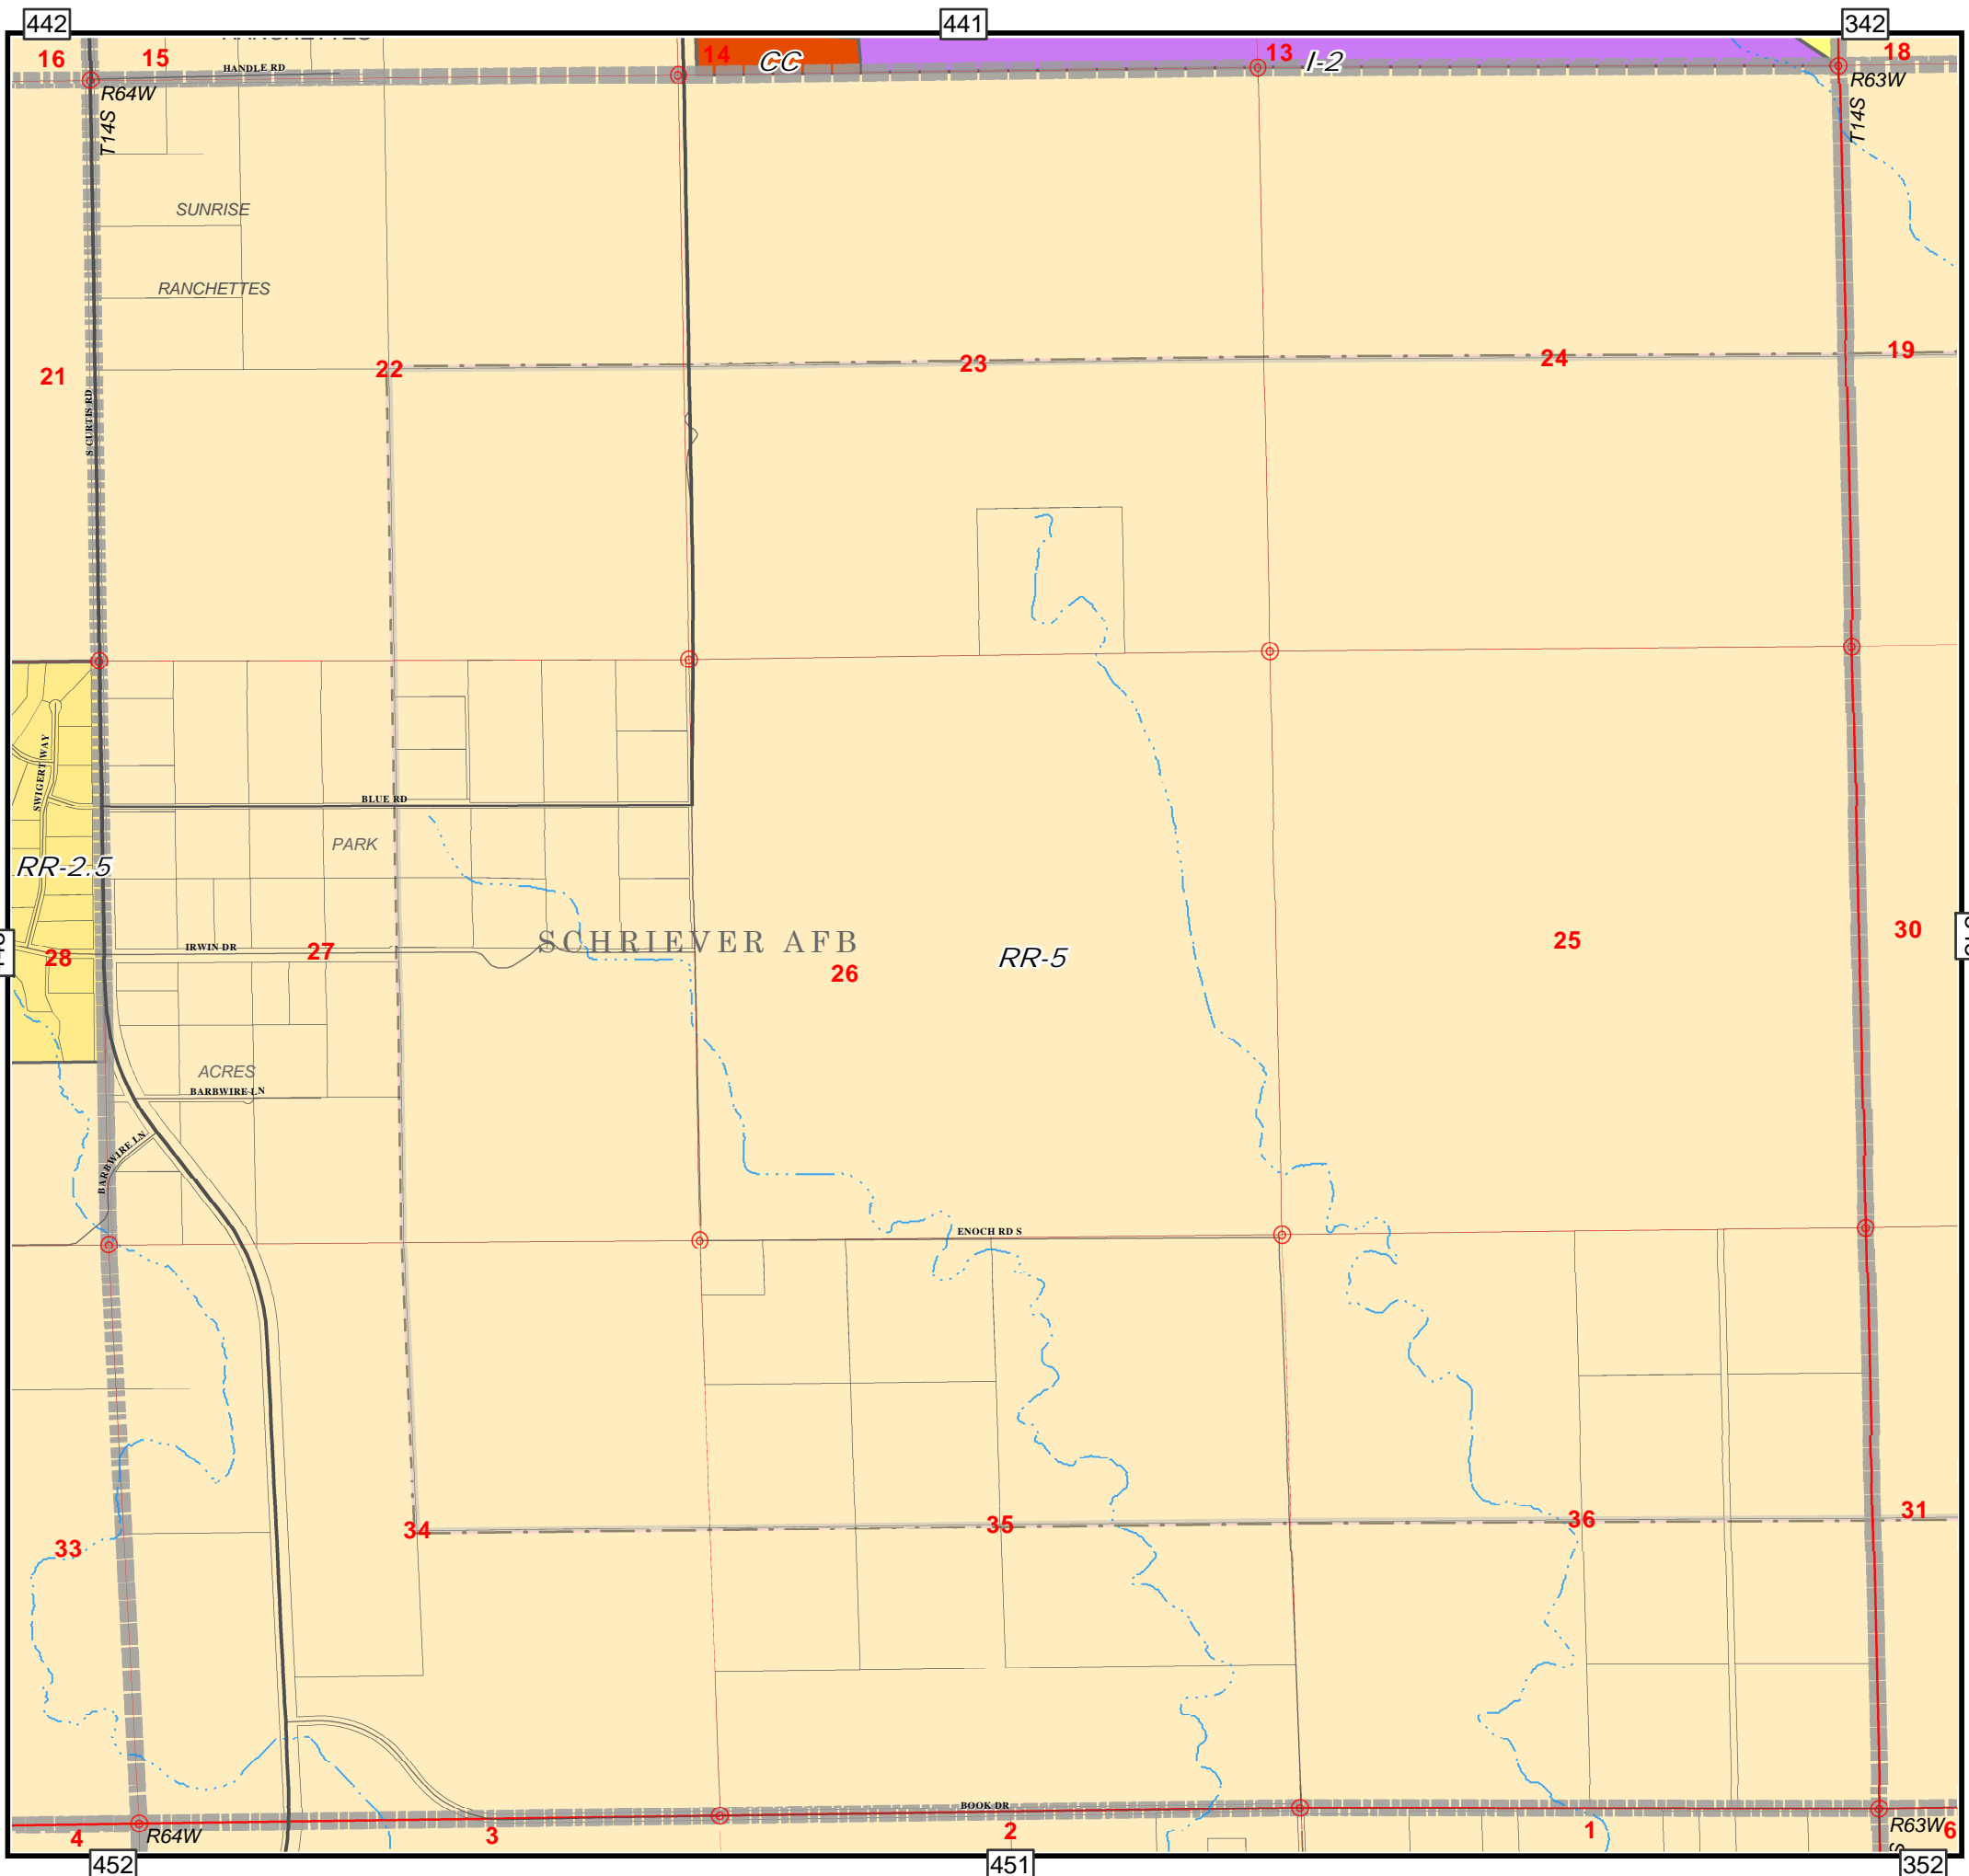 442
441
342
16
15
14
CC
13
I-2
18
HANDLE RD
R64W
R63W
T14S
T14S
SUNRISE
RANCHETTES
21
22
23
24
19
S CURTIS RD
SWIGERT WAY
BLUE RD
PARK
RR-2.5
28
IRWIN DR
27
SCHRIEVER AFB
26
RR-5
25
30
ACRES
BARBWIRE LN
BARBWIRE LN
ENOCH RD S
33
34
35
36
31
BOOK DR
4
R64W
3
2
1
R63W
6
452
451
352